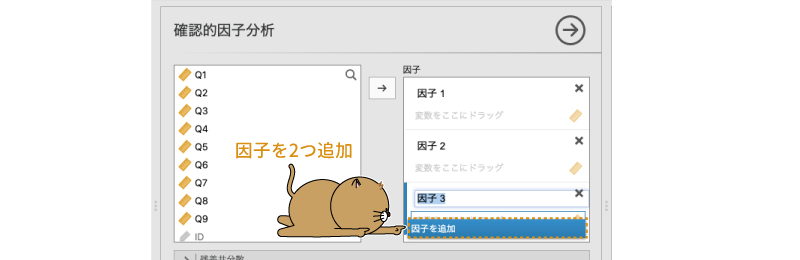 確認的因子分析
因子
Q1
Q2
Q3
Q4
Q5
Q6
Q7
Q8
Q9
ID
因子を2つ追加
因子 1
変数をここにドラッグ
因子 2
変数をここにドラッグ
因子 3
因子を追加
残差共分散